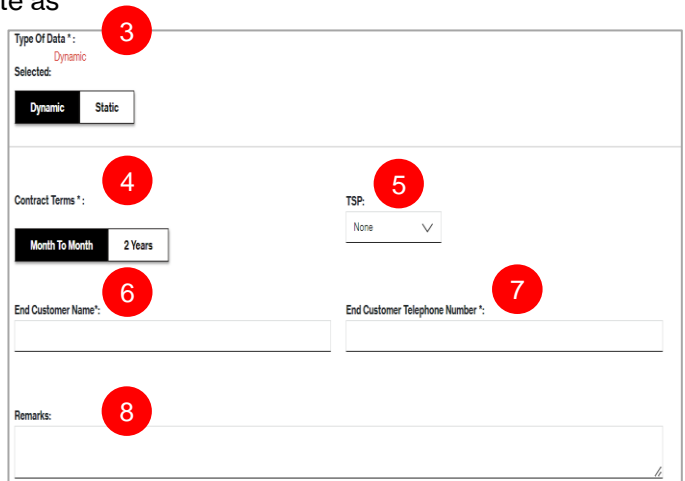 te as
3
Type Of Data * :
Dynamic
Selected:
Dynamic Static
4 5
Contract Terms * : TSP:
None
Month To Month 2 Years
6 7
End Customer Name*: End Customer Telephone Number *:
8
Remarks: